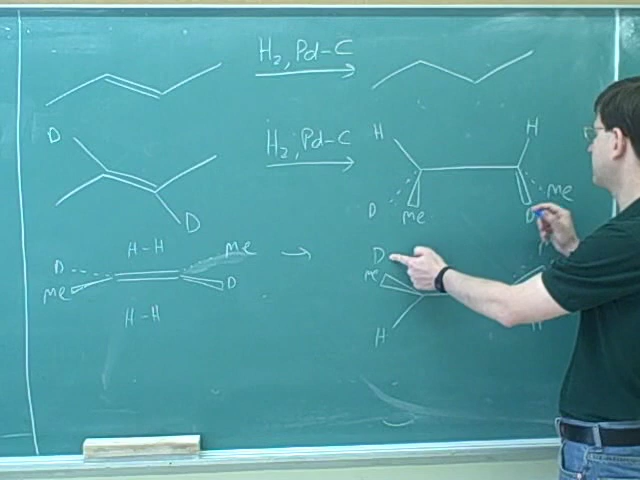 H₂, Pd-C
D
H₂, Pd-C
H H
D
D Me Me
D
H-H Me
D → D
Me D Me
H-H
H